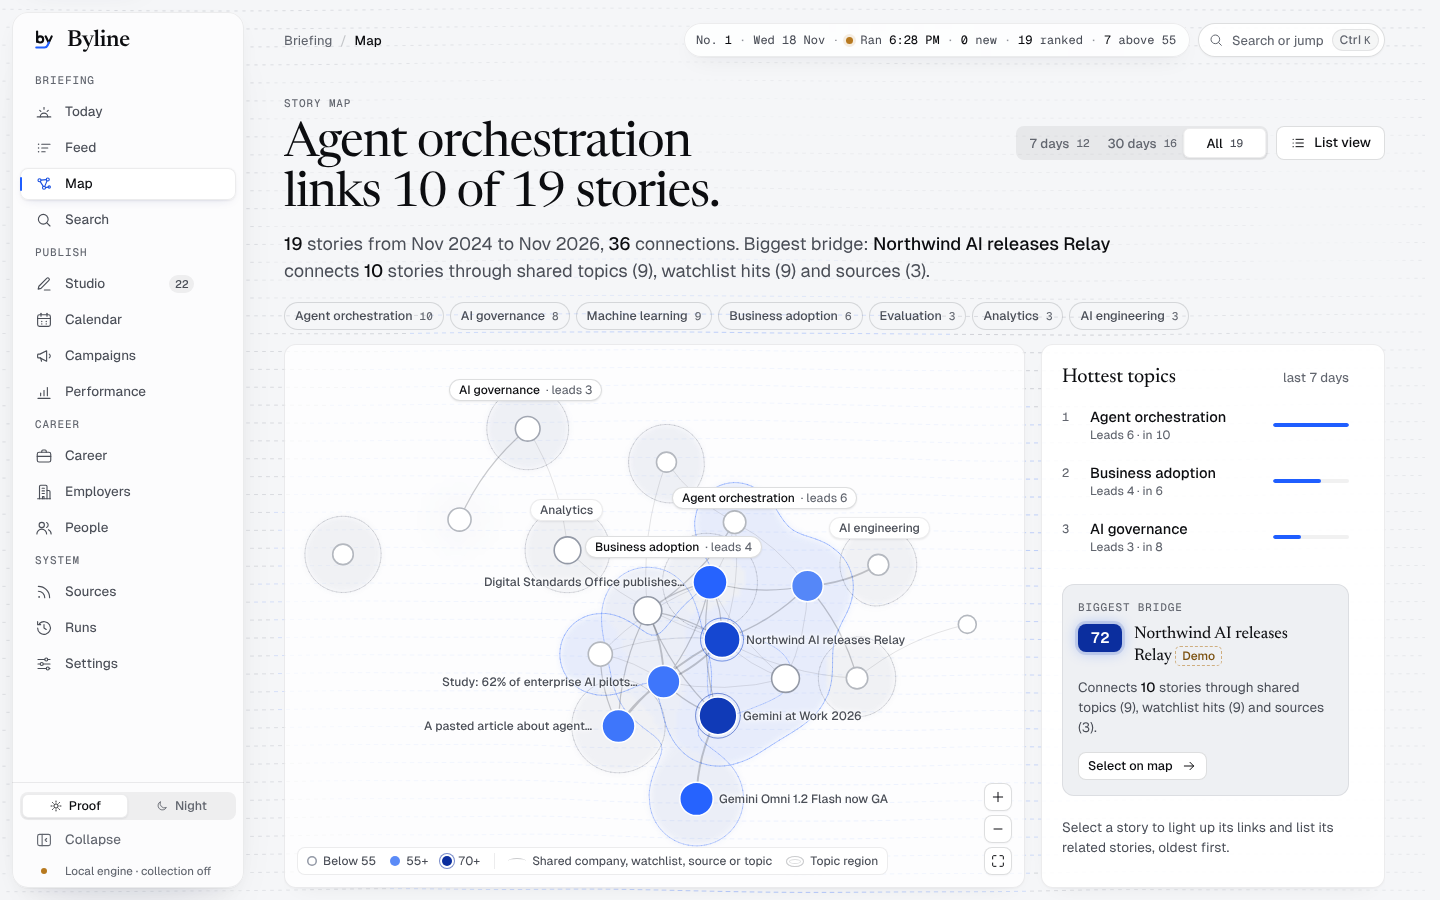 by Byline
BRIEFING
Today
Feed
Map
Search
PUBLISH
Studio 22
Calendar
Campaigns
Performance
CAREER
Career
Employers
People
SYSTEM
Sources
Runs
Settings
Proof Night
Collapse
Local engine · collection off
Briefing / Map
No. 1 · Wed 18 Nov · Ran 6:28 PM · 0 new · 19 ranked · 7 above 55
Search or jump Ctrl K
STORY MAP
Agent orchestration
links 10 of 19 stories.
7 days 12 30 days 16 All 19
List view
19 stories from Nov 2024 to Nov 2026, 36 connections. Biggest bridge: Northwind AI releases Relay
connects 10 stories through shared topics (9), watchlist hits (9) and sources (3).
Agent orchestration 10 AI governance 8 Machine learning 9 Business adoption 6 Evaluation 3 Analytics 3 AI engineering 3
AI governance · leads 3
Agent orchestration · leads 6
Analytics
AI engineering
Business adoption · leads 4
Digital Standards Office publishes...
Northwind AI releases Relay
Study: 62% of enterprise AI pilots...
Gemini at Work 2026
A pasted article about agent...
Gemini Omni 1.2 Flash now GA
Below 55 55+ 70+ Shared company, watchlist, source or topic Topic region
Hottest topics last 7 days
1 Agent orchestration
Leads 6 · in 10
2 Business adoption
Leads 4 · in 6
3 AI governance
Leads 3 · in 8
BIGGEST BRIDGE
72 Northwind AI releases
Relay Demo
Connects 10 stories through shared
topics (9), watchlist hits (9) and sources
(3).
Select on map →
Select a story to light up its links and list its
related stories, oldest first.